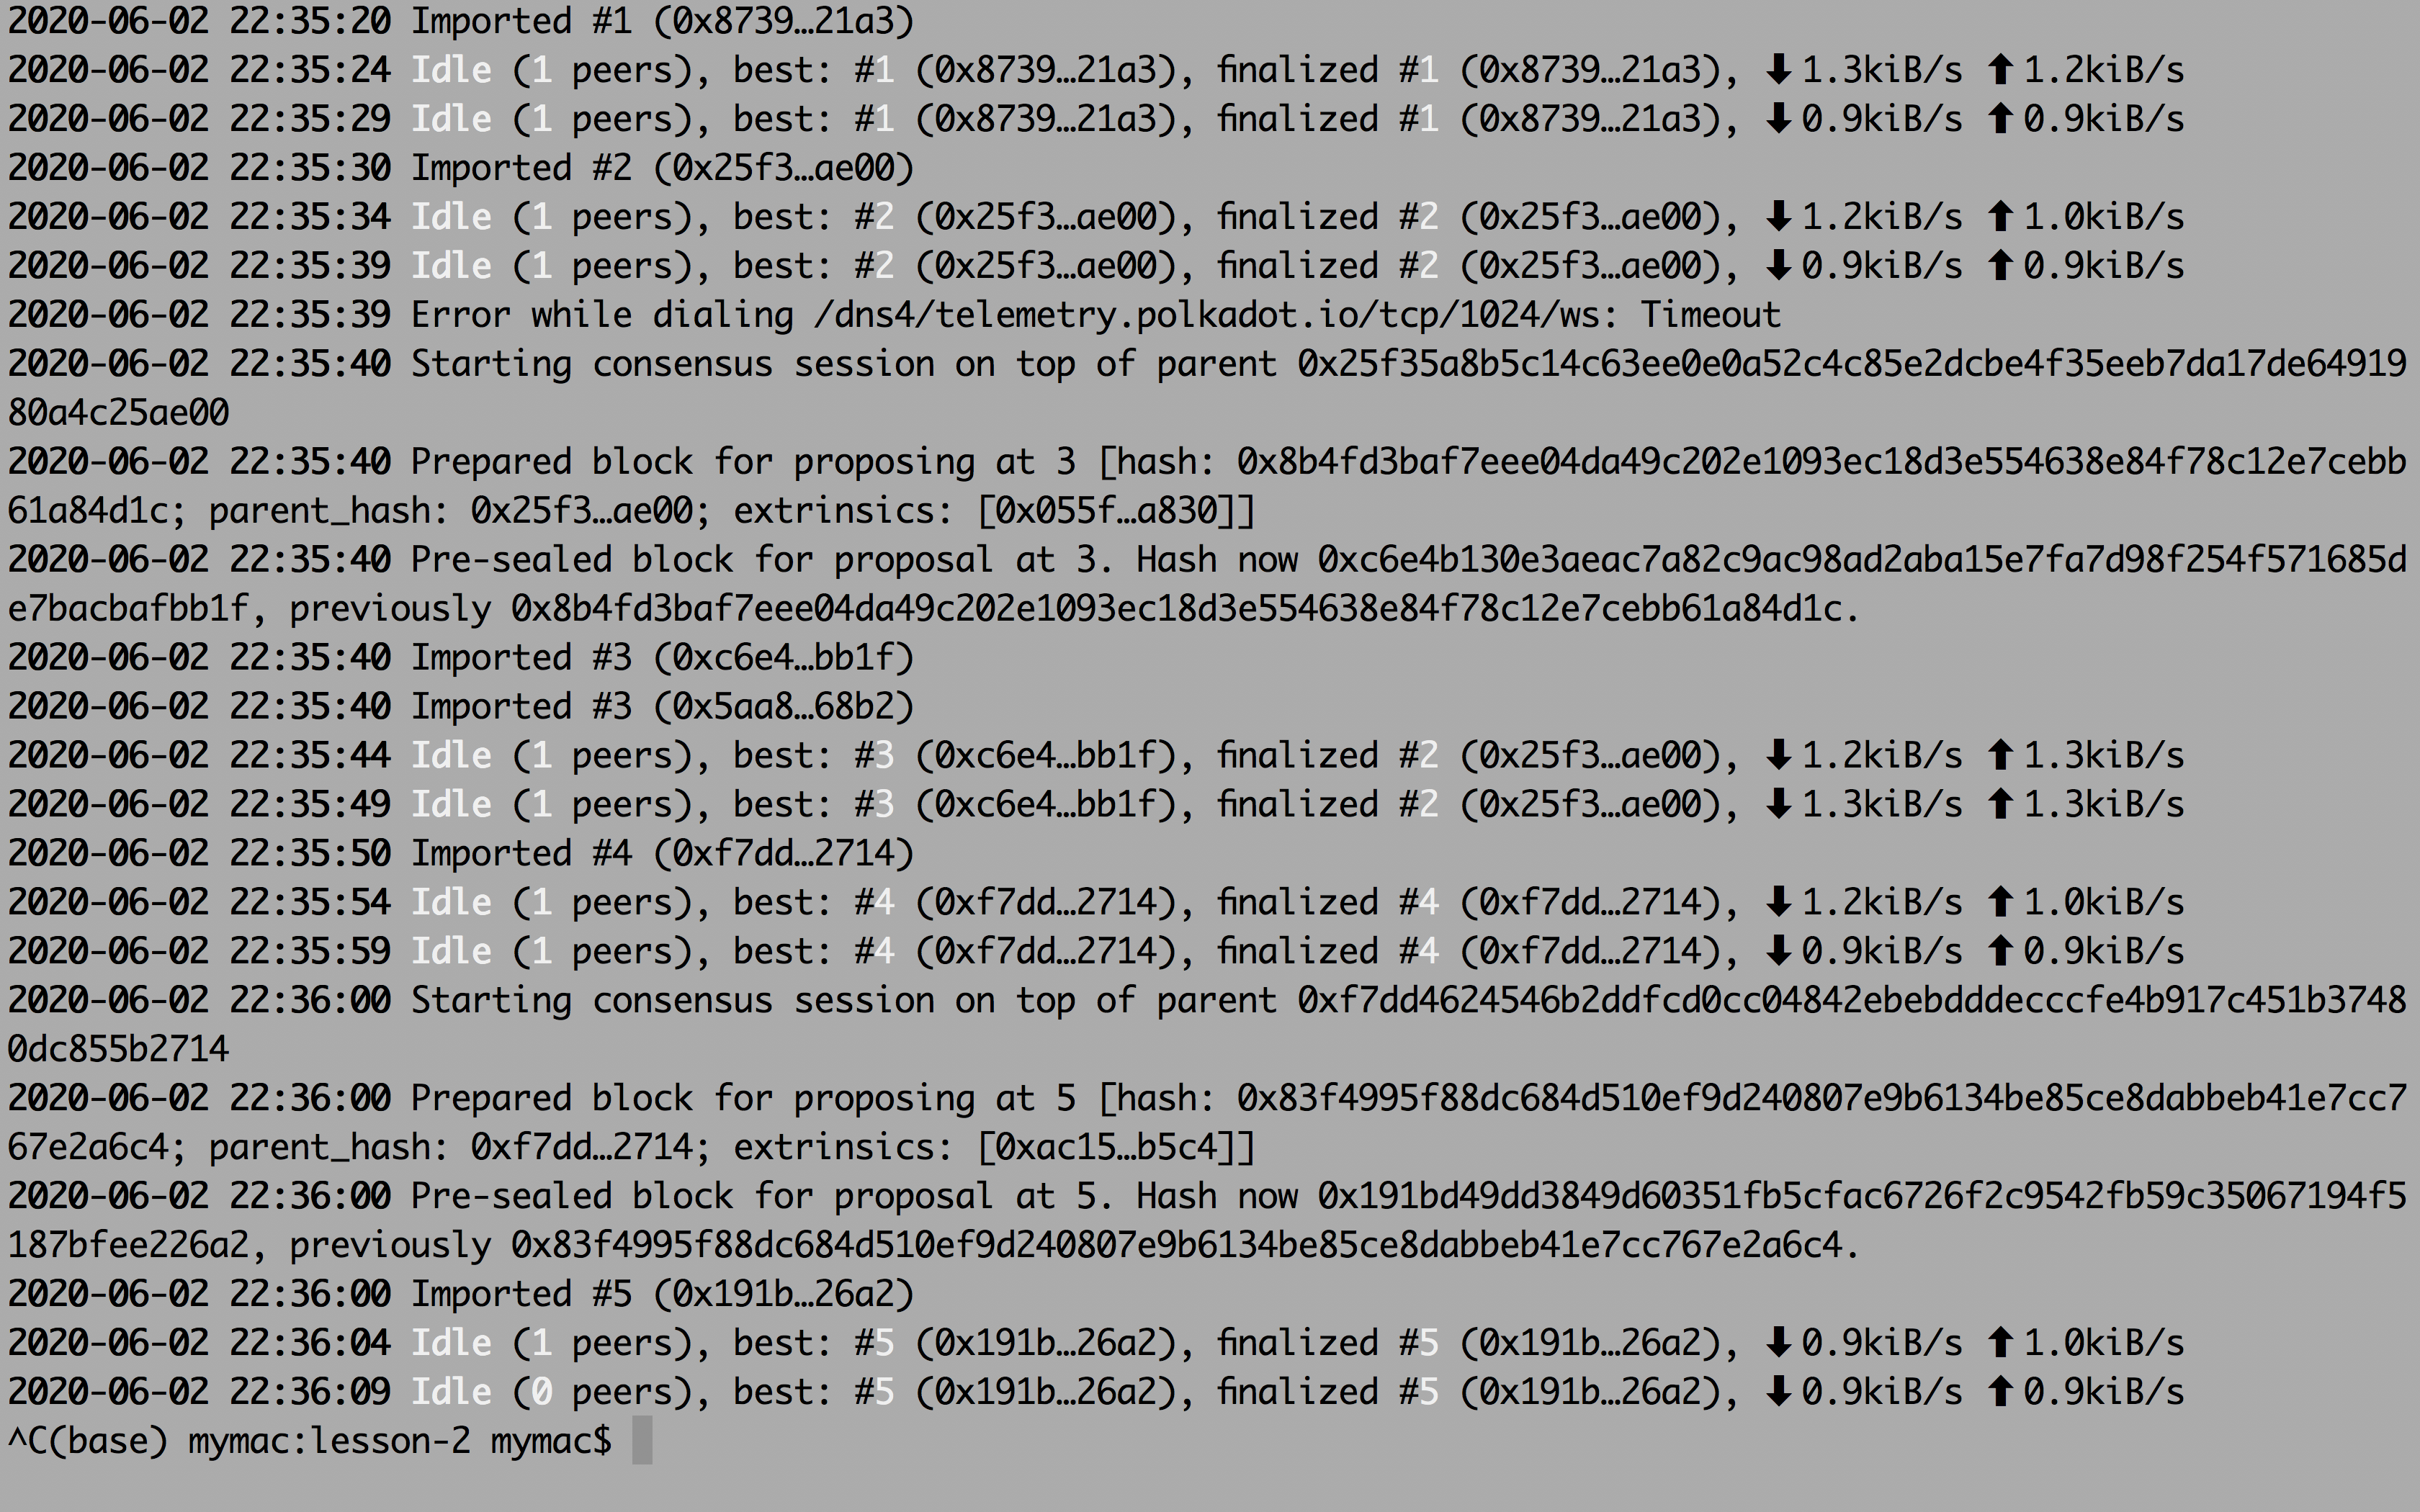 2020-06-02 22:35:20 Imported #1 (0x8739…21a3)
2020-06-02 22:35:24 Idle (1 peers), best: #1 (0x8739…21a3), finalized #1 (0x8739…21a3), ⬇ 1.3kiB/s ⬆ 1.2kiB/s
2020-06-02 22:35:29 Idle (1 peers), best: #1 (0x8739…21a3), finalized #1 (0x8739…21a3), ⬇ 0.9kiB/s ⬆ 0.9kiB/s
2020-06-02 22:35:30 Imported #2 (0x25f3…ae00)
2020-06-02 22:35:34 Idle (1 peers), best: #2 (0x25f3…ae00), finalized #2 (0x25f3…ae00), ⬇ 1.2kiB/s ⬆ 1.0kiB/s
2020-06-02 22:35:39 Idle (1 peers), best: #2 (0x25f3…ae00), finalized #2 (0x25f3…ae00), ⬇ 0.9kiB/s ⬆ 0.9kiB/s
2020-06-02 22:35:39 Error while dialing /dns4/telemetry.polkadot.io/tcp/1024/ws: Timeout
2020-06-02 22:35:40 Starting consensus session on top of parent 0x25f35a8b5c14c63ee0e0a52c4c85e2dcbe4f35eeb7da17de64919
80a4c25ae00
2020-06-02 22:35:40 Prepared block for proposing at 3 [hash: 0x8b4fd3baf7eee04da49c202e1093ec18d3e554638e84f78c12e7cebb
61a84d1c; parent_hash: 0x25f3…ae00; extrinsics: [0x055f…a830]]
2020-06-02 22:35:40 Pre-sealed block for proposal at 3. Hash now 0xc6e4b130e3aeac7a82c9ac98ad2aba15e7fa7d98f254f571685d
e7bacbafbb1f, previously 0x8b4fd3baf7eee04da49c202e1093ec18d3e554638e84f78c12e7cebb61a84d1c.
2020-06-02 22:35:40 Imported #3 (0xc6e4…bb1f)
2020-06-02 22:35:40 Imported #3 (0x5aa8…68b2)
2020-06-02 22:35:44 Idle (1 peers), best: #3 (0xc6e4…bb1f), finalized #2 (0x25f3…ae00), ⬇ 1.2kiB/s ⬆ 1.3kiB/s
2020-06-02 22:35:49 Idle (1 peers), best: #3 (0xc6e4…bb1f), finalized #2 (0x25f3…ae00), ⬇ 1.3kiB/s ⬆ 1.3kiB/s
2020-06-02 22:35:50 Imported #4 (0xf7dd…2714)
2020-06-02 22:35:54 Idle (1 peers), best: #4 (0xf7dd…2714), finalized #4 (0xf7dd…2714), ⬇ 1.2kiB/s ⬆ 1.0kiB/s
2020-06-02 22:35:59 Idle (1 peers), best: #4 (0xf7dd…2714), finalized #4 (0xf7dd…2714), ⬇ 0.9kiB/s ⬆ 0.9kiB/s
2020-06-02 22:36:00 Starting consensus session on top of parent 0xf7dd4624546b2ddfcd0cc04842ebebdddecccfe4b917c451b3748
0dc855b2714
2020-06-02 22:36:00 Prepared block for proposing at 5 [hash: 0x83f4995f88dc684d510ef9d240807e9b6134be85ce8dabbeb41e7cc7
67e2a6c4; parent_hash: 0xf7dd…2714; extrinsics: [0xac15…b5c4]]
2020-06-02 22:36:00 Pre-sealed block for proposal at 5. Hash now 0x191bd49dd3849d60351fb5cfac6726f2c9542fb59c35067194f5
187bfee226a2, previously 0x83f4995f88dc684d510ef9d240807e9b6134be85ce8dabbeb41e7cc767e2a6c4.
2020-06-02 22:36:00 Imported #5 (0x191b…26a2)
2020-06-02 22:36:04 Idle (1 peers), best: #5 (0x191b…26a2), finalized #5 (0x191b…26a2), ⬇ 0.9kiB/s ⬆ 1.0kiB/s
2020-06-02 22:36:09 Idle (0 peers), best: #5 (0x191b…26a2), finalized #5 (0x191b…26a2), ⬇ 0.9kiB/s ⬆ 0.9kiB/s
^C(base) mymac:lesson-2 mymac$